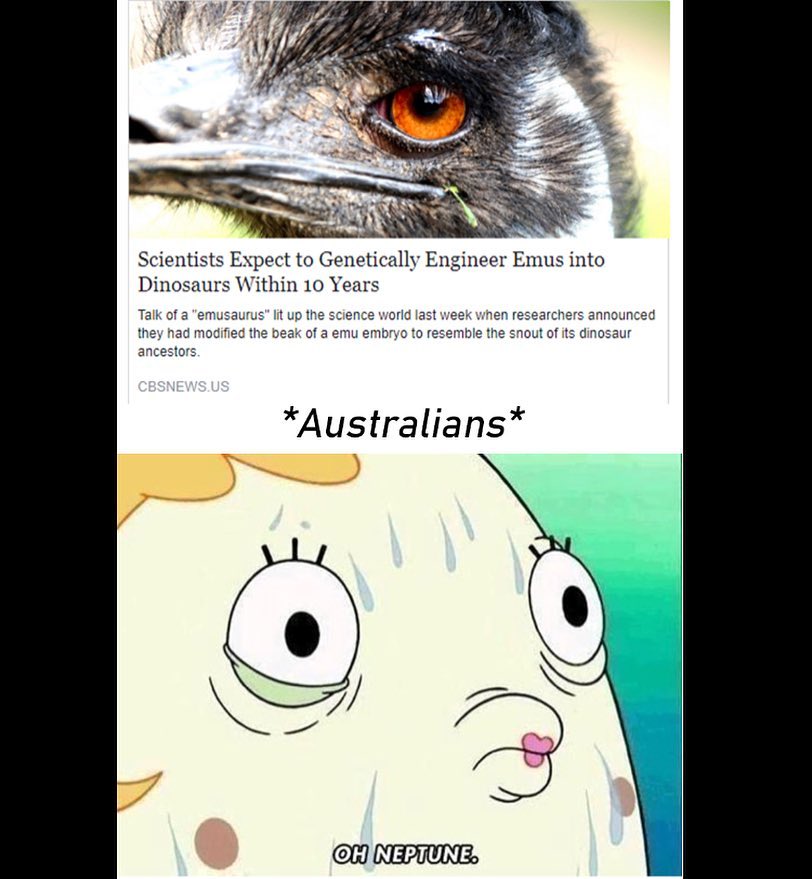 Scientists Expect to Genetically Engineer Emus into
Dinosaurs Within 10 Years
Talk of a "emusaurus" lit up the science world last week when researchers announced
they had modified the beak of a emu embryo to resemble the snout of its dinosaur
ancestors.
CBSNEWS.US
*Australians*
OH NEPTUNE.